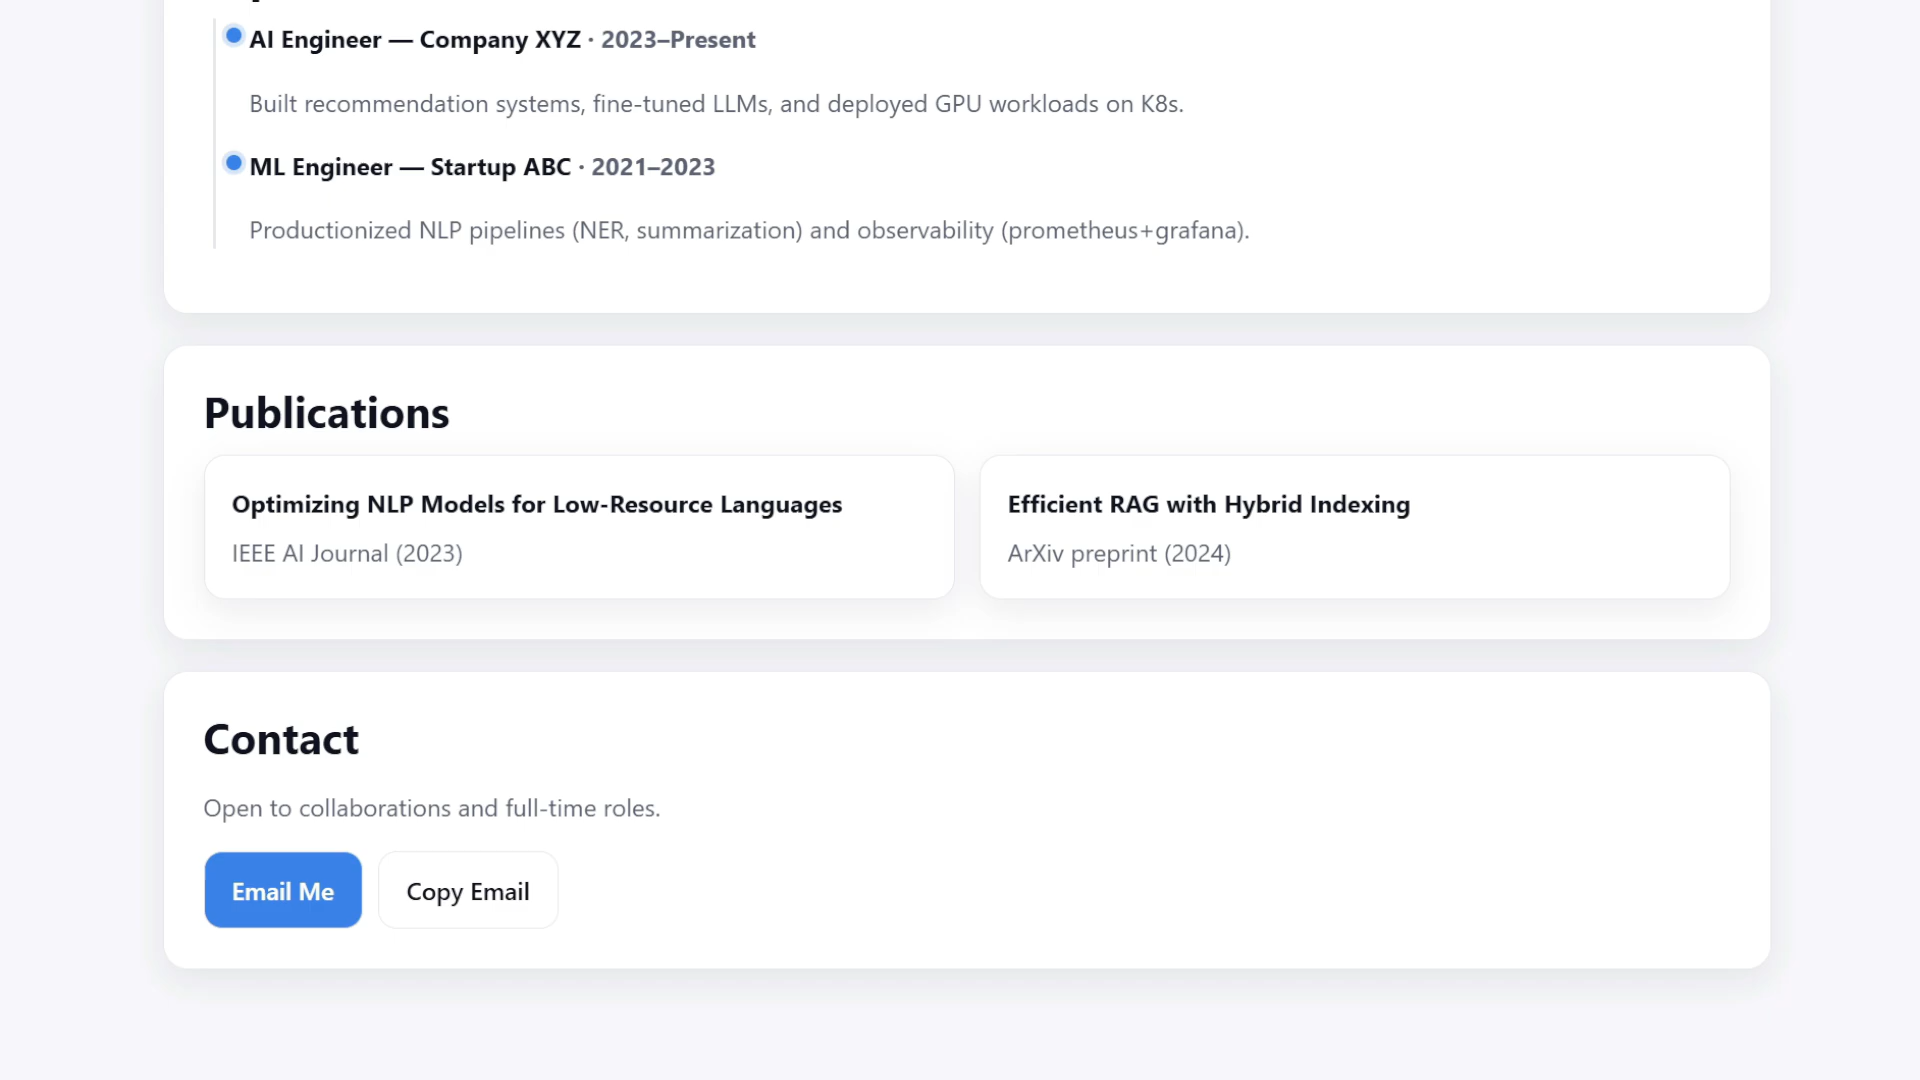 AI Engineer — Company XYZ · 2023–Present
Built recommendation systems, fine-tuned LLMs, and deployed GPU workloads on K8s.
ML Engineer — Startup ABC · 2021–2023
Productionized NLP pipelines (NER, summarization) and observability (prometheus+grafana).
Publications
Optimizing NLP Models for Low-Resource Languages
IEEE AI Journal (2023)
Efficient RAG with Hybrid Indexing
ArXiv preprint (2024)
Contact
Open to collaborations and full-time roles.
Email Me
Copy Email